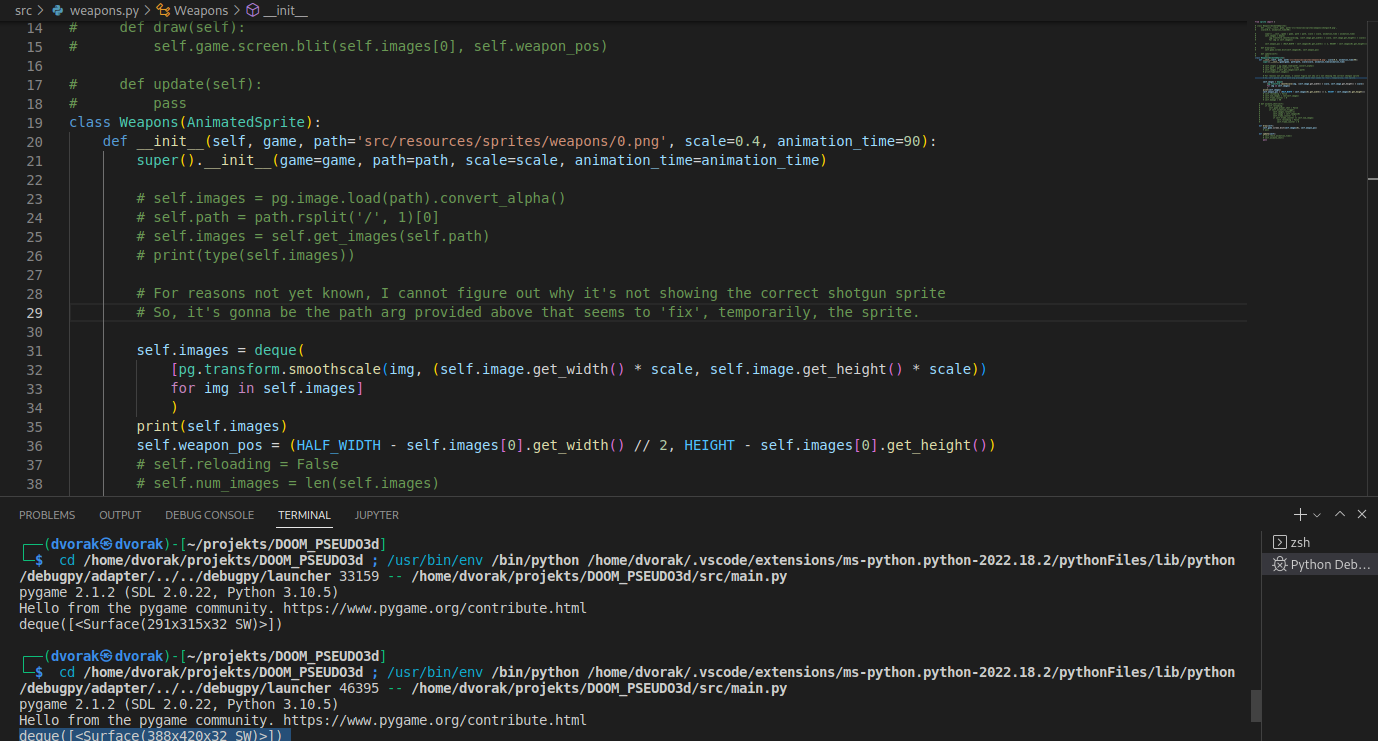 src > weapons.py > Weapons > __init__
14 #     def draw(self):
15 #         self.game.screen.blit(self.images[0], self.weapon_pos)
16
17 #     def update(self):
18 #         pass
19 class Weapons(AnimatedSprite):
20     def __init__(self, game, path='src/resources/sprites/weapons/0.png', scale=0.4, animation_time=90):
21         super().__init__(game=game, path=path, scale=scale, animation_time=animation_time)
22
23         # self.images = pg.image.load(path).convert_alpha()
24         # self.path = path.rsplit('/', 1)[0]
25         # self.images = self.get_images(self.path)
26         # print(type(self.images))
27
28         # For reasons not yet known, I cannot figure out why it's not showing the correct shotgun sprite
29         # So, it's gonna be the path arg provided above that seems to 'fix', temporarily, the sprite.
30
31         self.images = deque(
32             [pg.transform.smoothscale(img, (self.image.get_width() * scale, self.image.get_height() * scale))
33             for img in self.images]
34             )
35         print(self.images)
36         self.weapon_pos = (HALF_WIDTH - self.images[0].get_width() // 2, HEIGHT - self.images[0].get_height())
37         # self.reloading = False
38         # self.num_images = len(self.images)
PROBLEMS OUTPUT DEBUG CONSOLE TERMINAL JUPYTER
┌──(dvorak㉿dvorak)-[~/projekts/DOOM_PSEUDO3d]
└─$  cd /home/dvorak/projekts/DOOM_PSEUDO3d ; /usr/bin/env /bin/python /home/dvorak/.vscode/extensions/ms-python.python-2022.18.2/pythonFiles/lib/python
/debugpy/adapter/../../debugpy/launcher 33159 -- /home/dvorak/projekts/DOOM_PSEUDO3d/src/main.py
pygame 2.1.2 (SDL 2.0.22, Python 3.10.5)
Hello from the pygame community. https://www.pygame.org/contribute.html
deque([<Surface(291x315x32 SW)>])
┌──(dvorak㉿dvorak)-[~/projekts/DOOM_PSEUDO3d]
└─$  cd /home/dvorak/projekts/DOOM_PSEUDO3d ; /usr/bin/env /bin/python /home/dvorak/.vscode/extensions/ms-python.python-2022.18.2/pythonFiles/lib/python
/debugpy/adapter/../../debugpy/launcher 46395 -- /home/dvorak/projekts/DOOM_PSEUDO3d/src/main.py
pygame 2.1.2 (SDL 2.0.22, Python 3.10.5)
Hello from the pygame community. https://www.pygame.org/contribute.html
deque([<Surface(388x420x32 SW)>])
zsh
Python Deb...